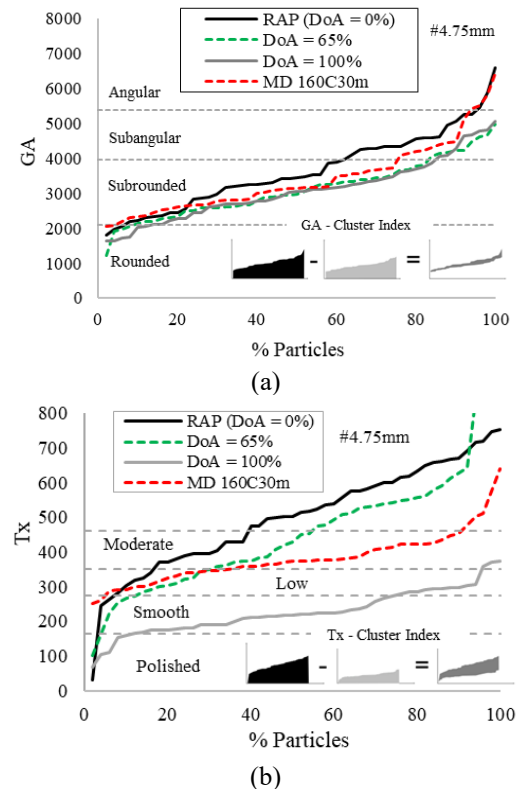 8000
7000
6000
5000
4000
3000
2000
1000
0
GA
RAP (DoA = 0%)
DoA = 65%
DoA = 100%
MD 160C30m
#4.75mm
Angular
Subangular
Subrounded
GA - Cluster Index
Rounded
- =
0 20 40 60 80 100
% Particles
(a)
800
700
600
500
400
300
200
100
0
Tx
RAP (DoA = 0%)
DoA = 65%
DoA = 100%
MD 160C30m
#4.75mm
Moderate
Low
Smooth
Tx - Cluster Index
Polished
- =
0 20 40 60 80 100
% Particles
(b)